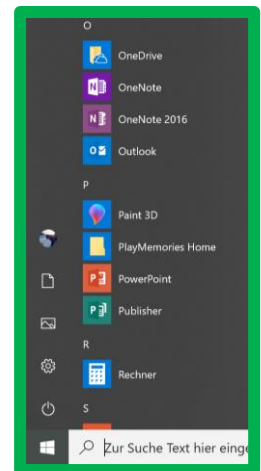 O
OneDrive
OneNote
OneNote 2016
Outlook
P
Paint 3D
PlayMemories Home
PowerPoint
Publisher
R
Rechner
S
Zur Suche Text hier einge